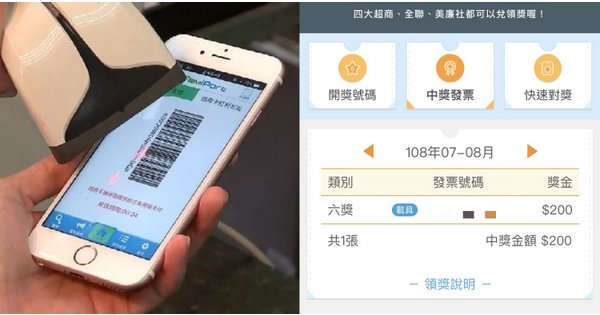 FamiPort
四大超商、全聯、美廉社都可以兌領獎喔！
開獎號碼
中獎發票
快速對獎
108年07-08月
類別 發票號碼 獎金
六獎 載具 $200
共1張 中獎金額 $200
領獎說明